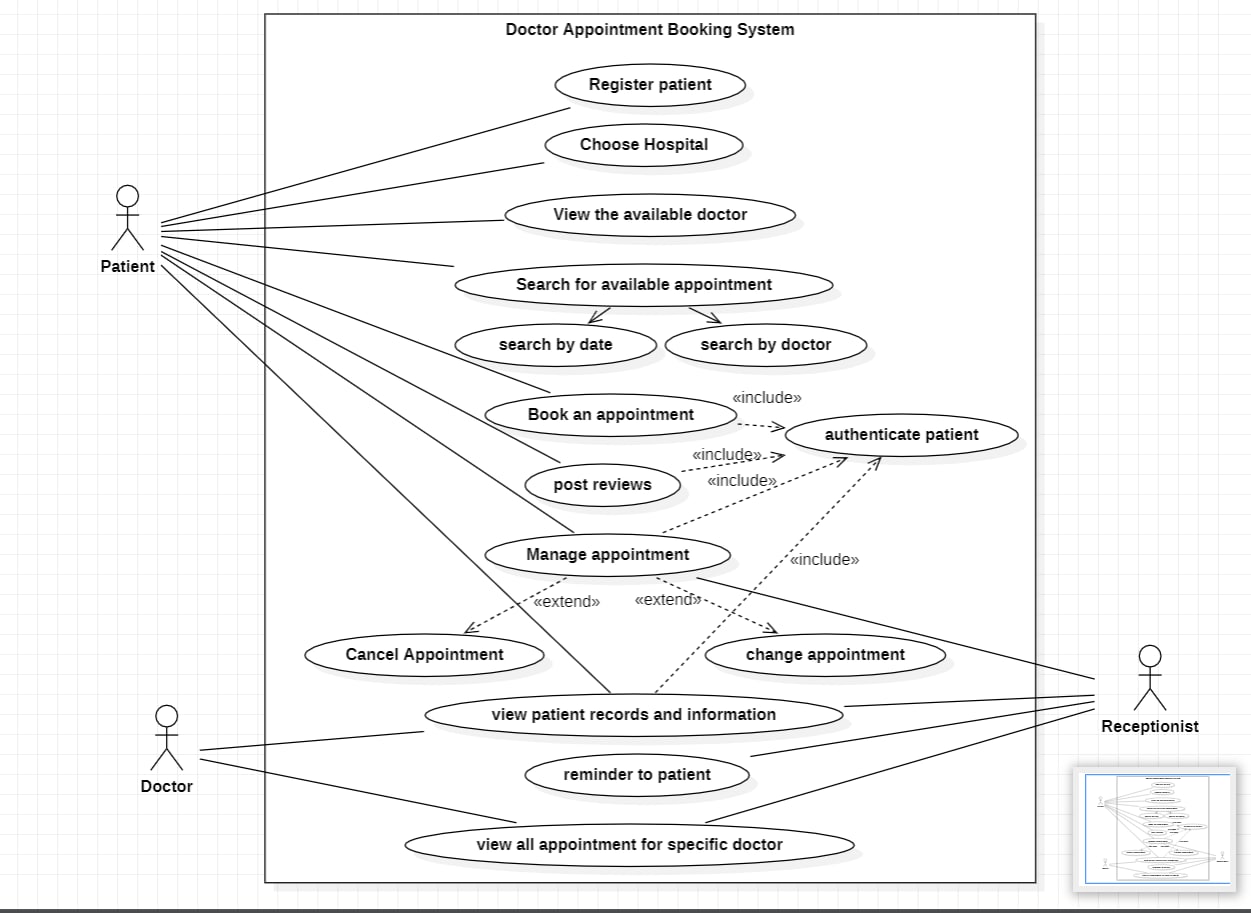 Doctor Appointment Booking System
Register patient
Choose Hospital
View the available doctor
Patient
Search for available appointment
search by date
search by doctor
«include»
Book an appointment
authenticate patient
«include»
post reviews
«include»
Manage appointment
«include»
«extend»
«extend»
Cancel Appointment
change appointment
view patient records and information
Receptionist
reminder to patient
Doctor
view all appointment for specific doctor